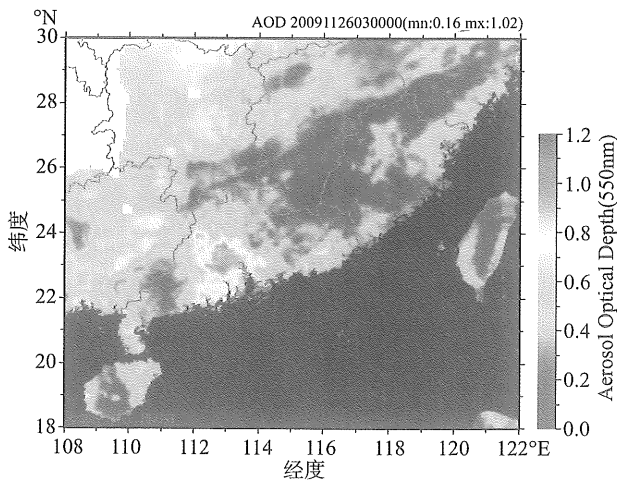 AOD 20091126030000(mn:0.16 mx:1.02)
°N
30
28
26
24
22
20
18
纬度
108 110 112 114 116 118 120 122°E
经度
1.2
1.0
0.8
0.6
0.4
0.2
0.0
Aerosol Optical Depth(550nm)